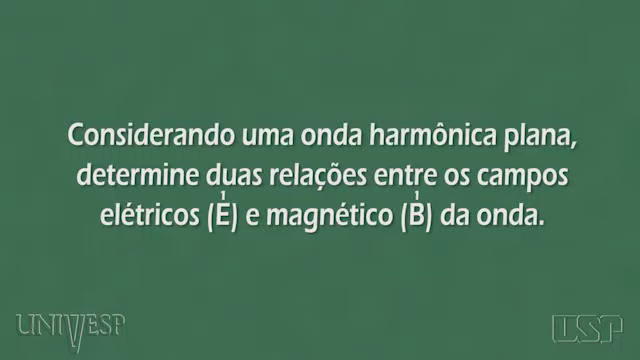 Considerando uma onda harmônica plana,
determine duas relações entre os campos
elétricos (E) e magnético (B) da onda.
UNIVESP
USP